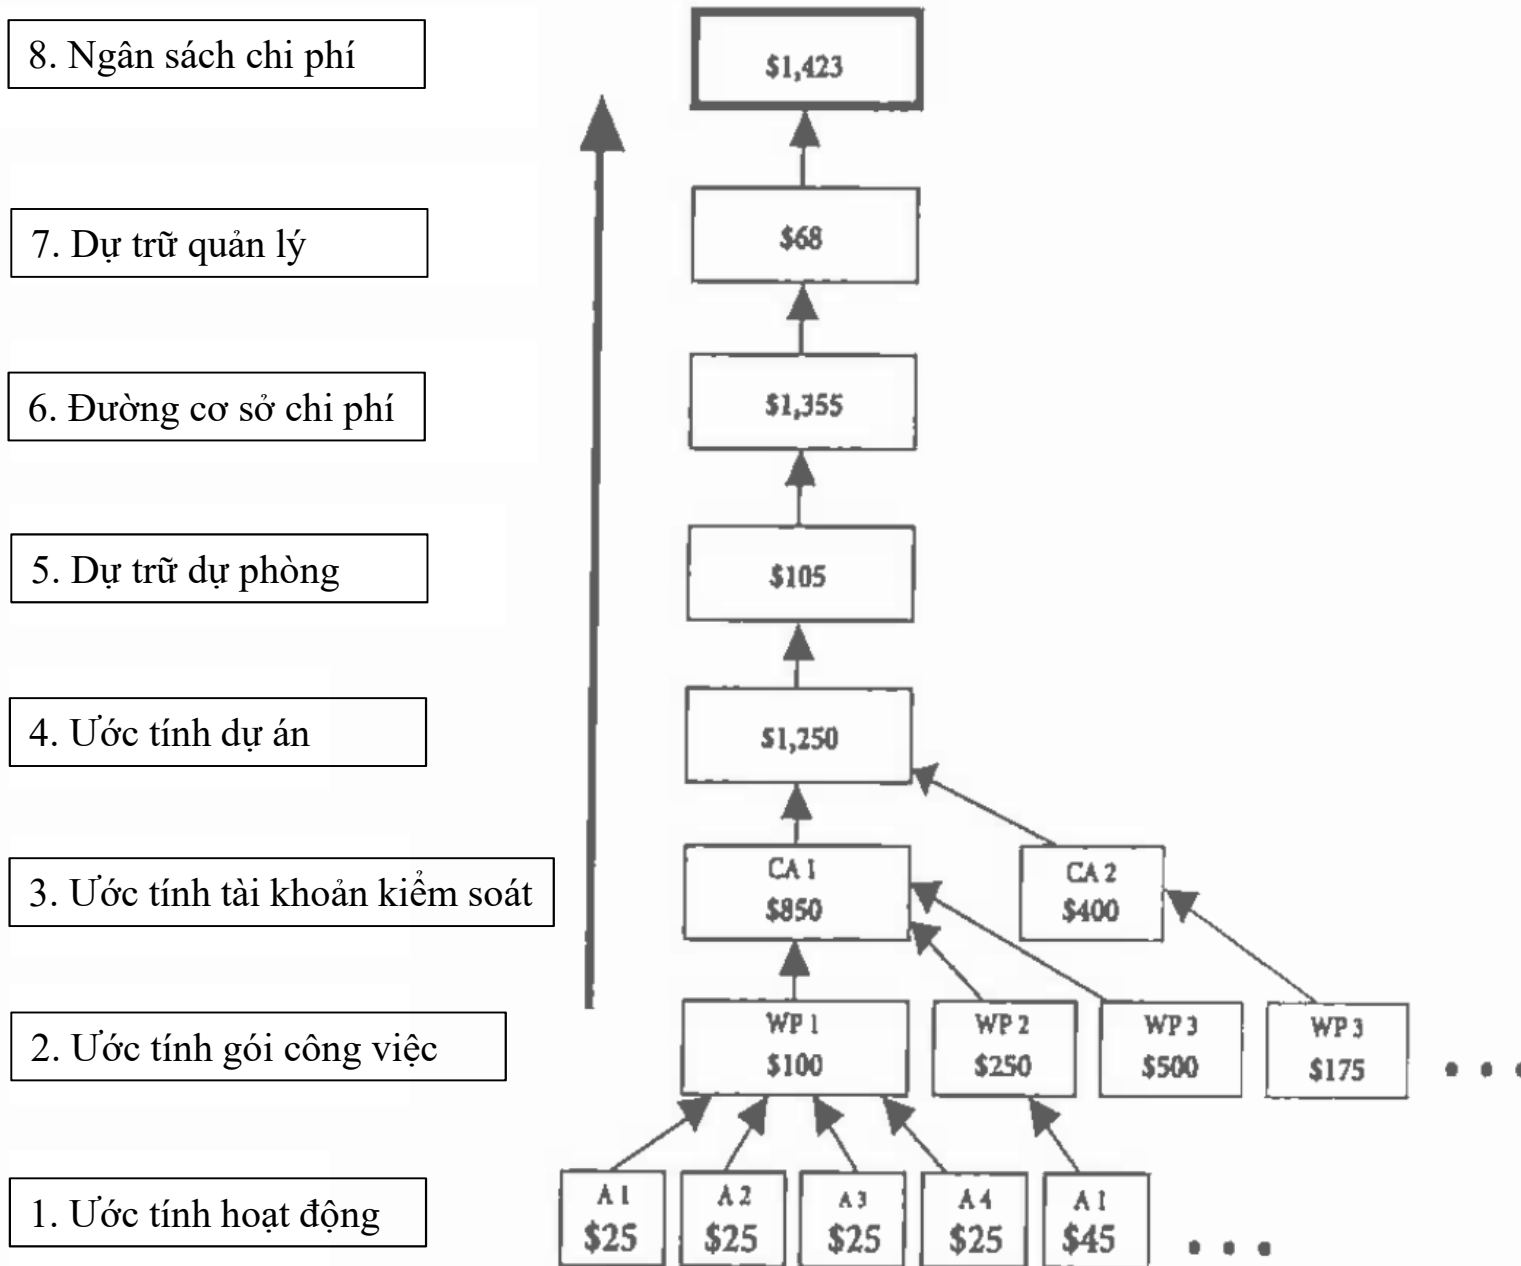 8. Ngân sách chi phí
$1,423
7. Dự trữ quản lý
$68
6. Đường cơ sở chi phí
$1,355
5. Dự trữ dự phòng
$105
4. Ước tính dự án
$1,250
3. Ước tính tài khoản kiểm soát
CA 1
$850
CA 2
$400
2. Ước tính gói công việc
WP 1
$100
WP 2
$250
WP 3
$500
WP 3
$175
• • •
1. Ước tính hoạt động
A 1
$25
A 2
$25
A 3
$25
A 4
$25
A 1
$45
• • •